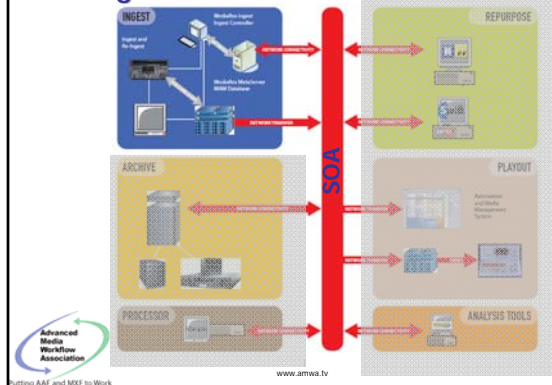 INGEST
Mediaflex Ingest
Ingest Controller
Ingest and
Re-Ingest
Mediaflex MetaServer
MAM Database
NETWORK CONNECTIVITY
NETWORK TRANSFER
REPURPOSE
SOA
ARCHIVE
NETWORK CONNECTIVITY
PLAYOUT
Automation
and Media
Management
System
PROCESSOR
ANALYSIS TOOLS
Advanced
Media
Workflow
Association
Putting AAF and MXF to Work
www.amwa.tv